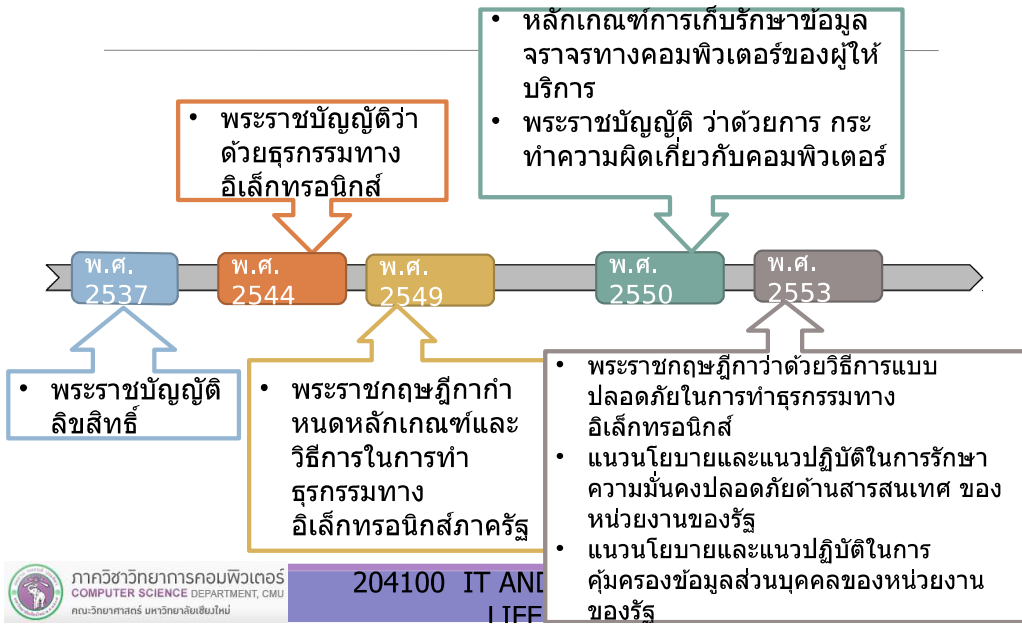 • หลักเกณฑ์การเก็บรักษาข้อมูล
จราจรทางคอมพิวเตอร์ของผู้ให้
บริการ
• พระราชบัญญัติ ว่าด้วยการ กระ
ทำความผิดเกี่ยวกับคอมพิวเตอร์
• พระราชบัญญัติว่า
ด้วยธุรกรรมทาง
อิเล็กทรอนิกส์
พ.ศ.
2537
พ.ศ.
2544
พ.ศ.
2549
พ.ศ.
2550
พ.ศ.
2553
• พระราชบัญญัติ
ลิขสิทธิ์
• พระราชกฤษฎีกากำ
หนดหลักเกณฑ์และ
วิธีการในการทำ
ธุรกรรมทาง
อิเล็กทรอนิกส์ภาครัฐ
• พระราชกฤษฎีกาว่าด้วยวิธีการแบบ
ปลอดภัยในการทำธุรกรรมทาง
อิเล็กทรอนิกส์
• แนวนโยบายและแนวปฏิบัติในการรักษา
ความมั่นคงปลอดภัยด้านสารสนเทศ ของ
หน่วยงานของรัฐ
• แนวนโยบายและแนวปฏิบัติในการ
คุ้มครองข้อมูลส่วนบุคคลของหน่วยงาน
ของรัฐ
ภาควิชาวิทยาการคอมพิวเตอร์
COMPUTER SCIENCE DEPARTMENT, CMU
คณะวิทยาศาสตร์ มหาวิทยาลัยเชียงใหม่
204100 IT AND
LIFE